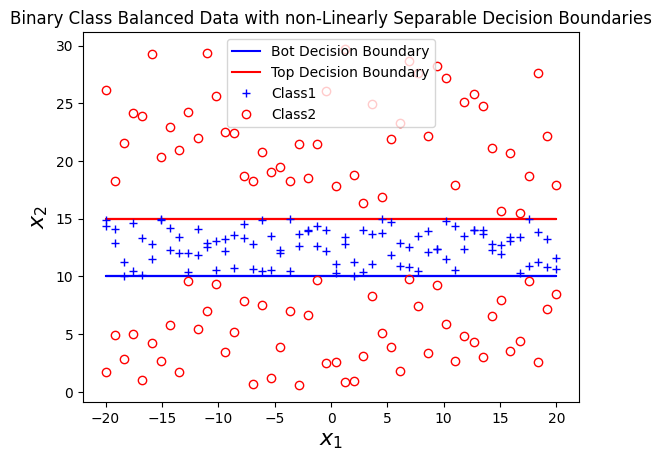 Binary Class Balanced Data with non-Linearly Separable Decision Boundaries
Bot Decision Boundary
Top Decision Boundary
Class1
Class2
30
25
20
15
10
5
0
x₂
−20
−15
−10
−5
0
5
10
15
20
x₁